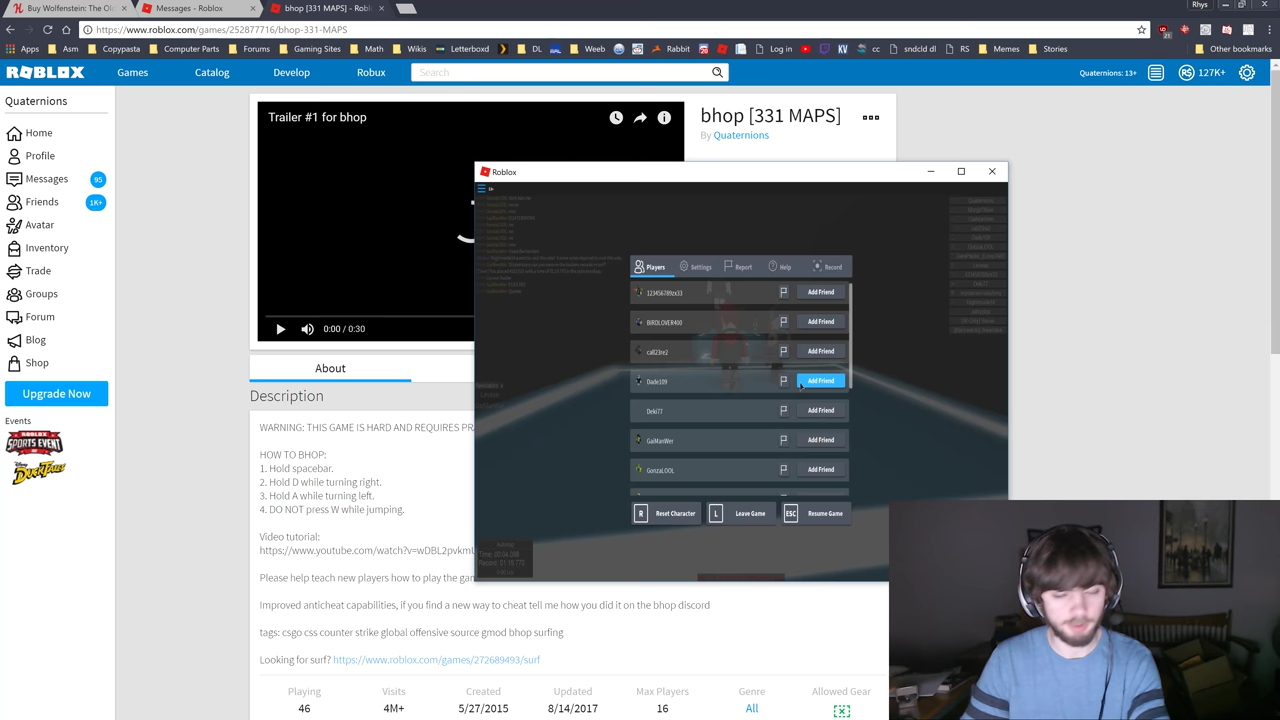 Buy Wolfenstein: The Ol
Messages - Roblox
bhop [331 MAPS] - Rob
Rhys
https://www.roblox.com/games/252877716/bhop-331-MAPS
Apps
Asm
Copypasta
Computer Parts
Forums
Gaming Sites
Math
Wikis
Letterboxd
DL
Weeb
Rabbit
Log in
KV
cc
sndcld dl
RS
Memes
Stories
Other bookmarks
ROBLOX
Games
Catalog
Develop
Robux
Search
Quaternions: 13+
R$
127K+
Quaternions
Home
Profile
Messages
95
Friends
1K+
Avatar
Inventory
Trade
Groups
Forum
Blog
Shop
Upgrade Now
Events
ROBLOX
SPORTS EVENT
DUCKTALES
Trailer #1 for bhop
0:00 / 0:30
bhop [331 MAPS]
By Quaternions
About
Description
WARNING: THIS GAME IS HARD AND REQUIRES PR
HOW TO BHOP:
1. Hold spacebar.
2. Hold D while turning right.
3. Hold A while turning left.
4. DO NOT press W while jumping.
Video tutorial:
https://www.youtube.com/watch?v=wDBL2pvkmU
Please help teach new players how to play the gam
Improved anticheat capabilities, if you find a new way to cheat tell me how you did it on the bhop discord
tags: csgo css counter strike global offensive source gmod bhop surfing
Looking for surf? https://www.roblox.com/games/272689493/surf
Playing
46
Visits
4M+
Created
5/27/2015
Updated
8/14/2017
Max Players
16
Genre
All
Allowed Gear
Roblox
Players
Settings
Report
Help
Record
123456789zx33
Add Friend
BIRDLOVER400
Add Friend
call23re2
Add Friend
Dade109
Add Friend
Deki77
Add Friend
GaiManWer
Add Friend
GonzaLOOL
Add Friend
R
Reset Character
L
Leave Game
ESC
Resume Game